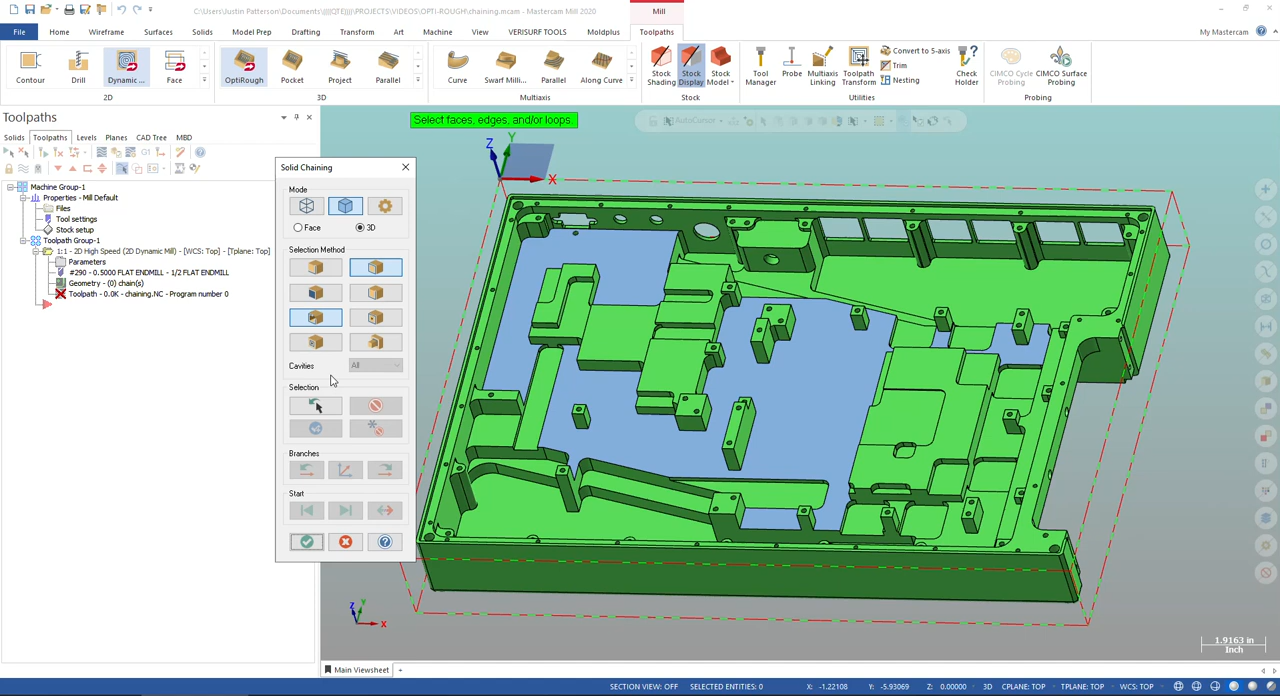 C:\Users\Justin Patterson\Documents\((((QTE))))\PROJECTS\VIDEOS\OPTI-ROUGH\chaining.mcam - Mastercam Mill 2020
Mill
File Home Wireframe Surfaces Solids Model Prep Drafting Transform Art Machine View VERISURF TOOLS Moldplus Toolpaths
My Mastercam
Contour Drill Dynamic ... Face
OptiRough Pocket Project Parallel
Curve Swarf Milli... Parallel Along Curve
Stock Shading
Stock Display
Stock Model
Tool Manager
Probe
Multiaxis Linking
Toolpath Transform
Convert to 5-axis
Trim
Nesting
Check Holder
CIMCO Cycle Probing
CIMCO Surface Probing
2D 3D Multiaxis Stock Utilities Probing
Toolpaths
Solids Toolpaths Levels Planes CAD Tree MBD
G1
Machine Group-1
Properties - Mill Default
Files
Tool settings
Stock setup
Toolpath Group-1
1:1 - 2D High Speed (2D Dynamic Mill) - [WCS: Top] - [Tplane: Top]
Parameters
#290 - 0.5000 FLAT ENDMILL - 1/2 FLAT ENDMILL
Geometry - (0) chain(s)
Toolpath - 0.0K - chaining.NC - Program number 0
Solid Chaining
Mode
Face 3D
Selection Method
Cavities All
Selection
Branches
Start
Select faces, edges, and/or loops.
AutoCursor
Z Y X
Z Y X
1.9163 in
Inch
Main Viewsheet +
SECTION VIEW: OFF SELECTED ENTITIES: 0 X: -1.22108 Y: -5.93069 Z: 0.00000 3D CPLANE: TOP TPLANE: TOP WCS: TOP